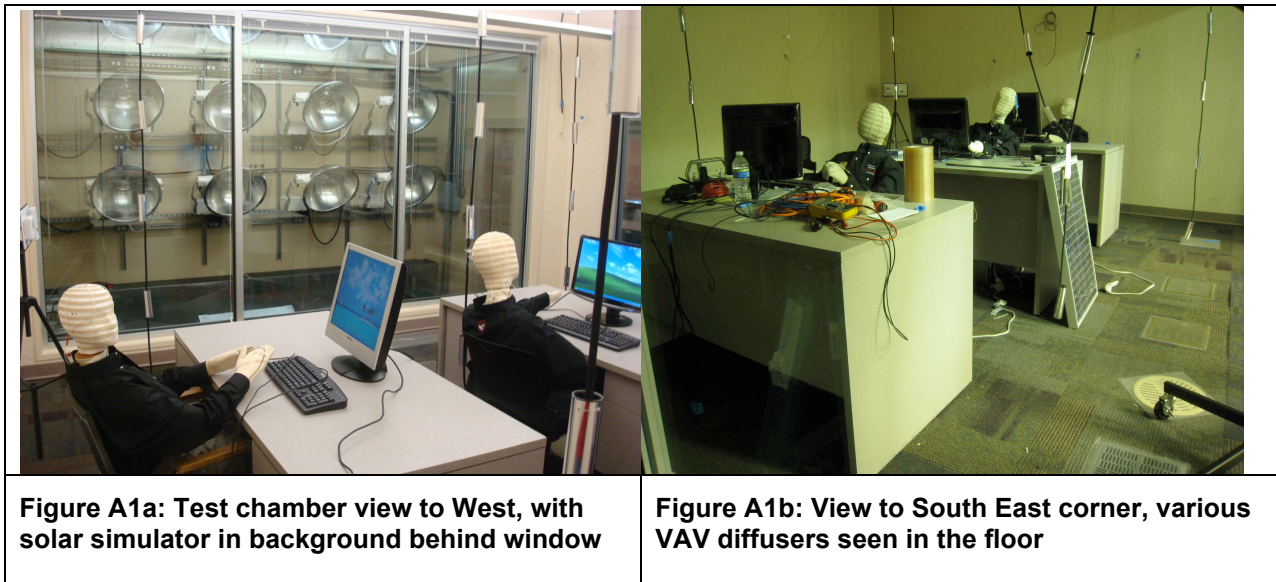 Figure A1a: Test chamber view to West, with
solar simulator in background behind window
Figure A1b: View to South East corner, various
VAV diffusers seen in the floor